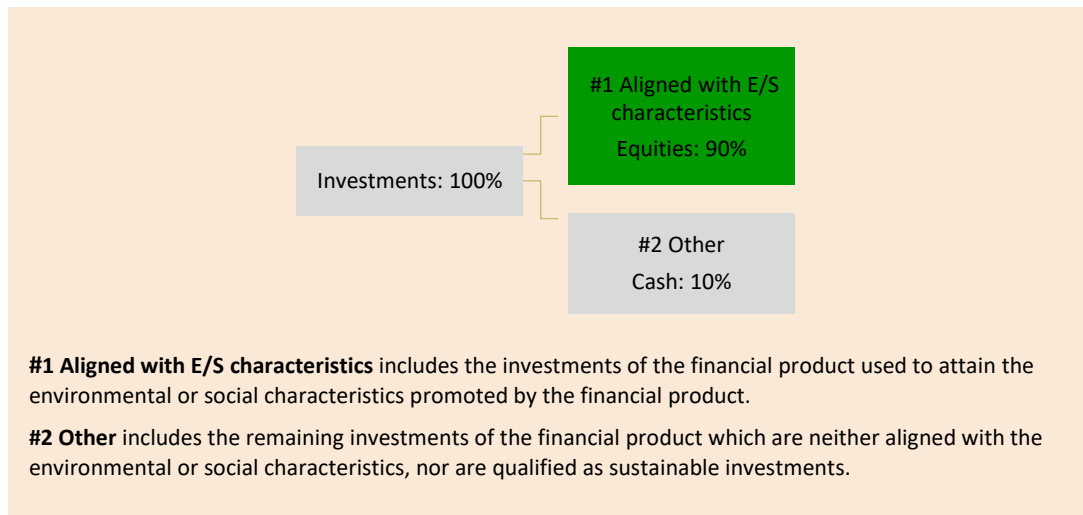 #1 Aligned with E/S
characteristics
Equities: 90%
Investments: 100%
#2 Other
Cash: 10%
#1 Aligned with E/S characteristics includes the investments of the financial product used to attain the
environmental or social characteristics promoted by the financial product.
#2 Other includes the remaining investments of the financial product which are neither aligned with the
environmental or social characteristics, nor are qualified as sustainable investments.